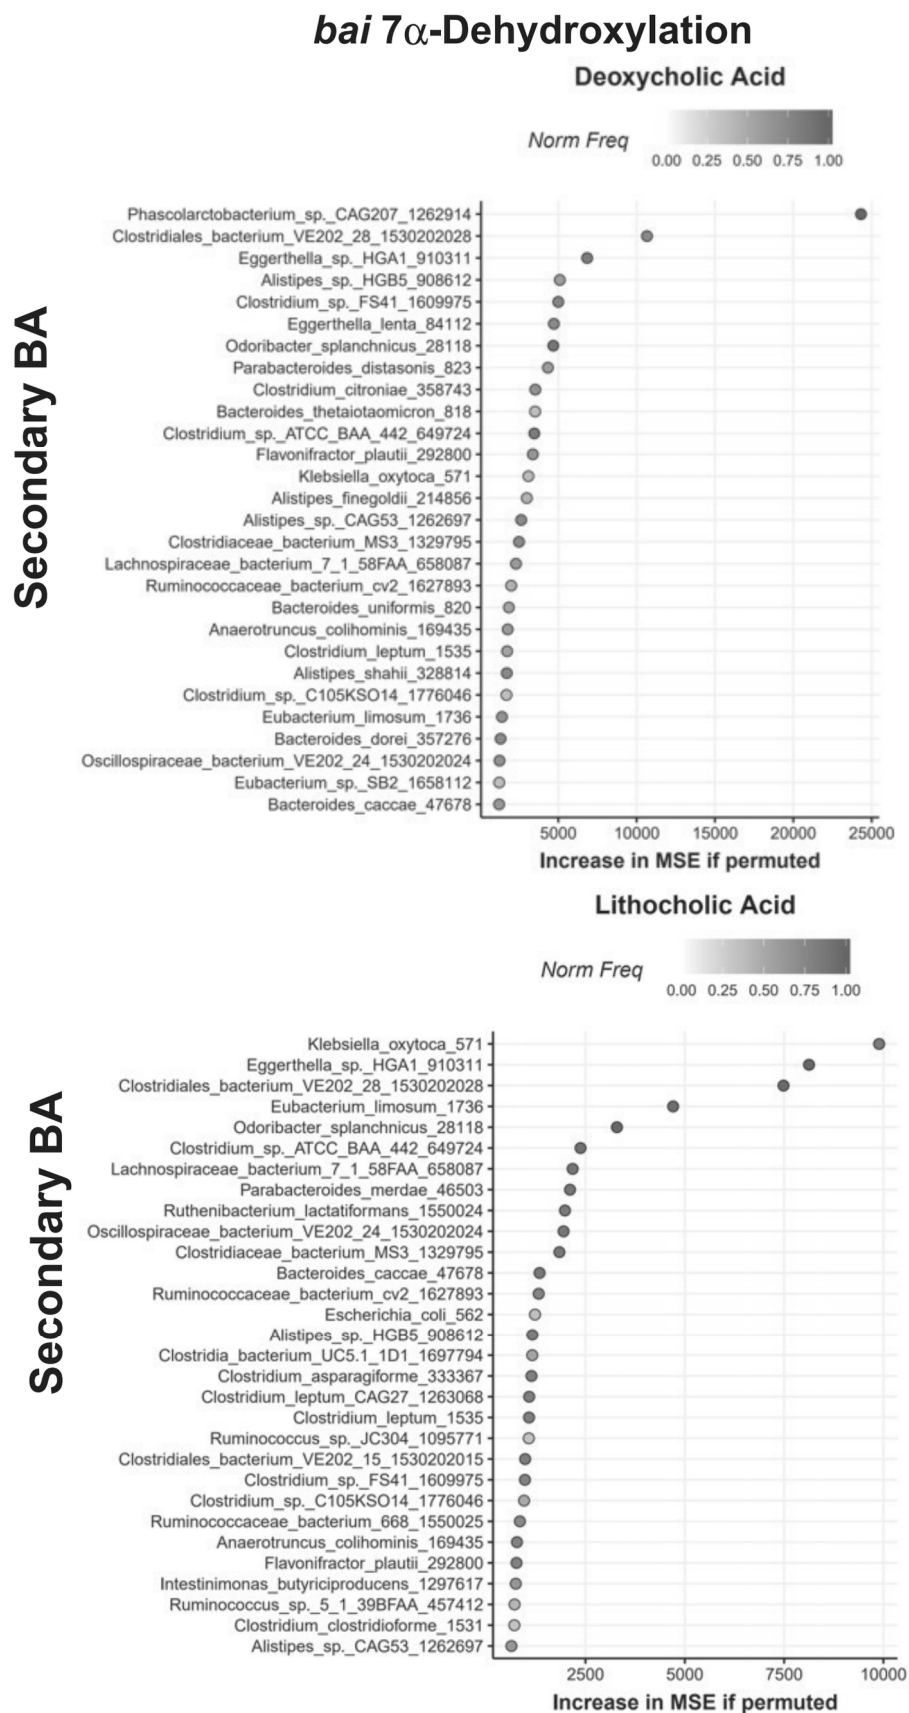 bai 7α-Dehydroxylation
Deoxycholic Acid
Norm Freq
0.00 0.25 0.50 0.75 1.00
Secondary BA
Phascolarctobacterium_sp._CAG207_1262914
Clostridiales_bacterium_VE202_28_1530202028
Eggerthella_sp._HGA1_910311
Alistipes_sp._HGB5_908612
Clostridium_sp._FS41_1609975
Eggerthella_lenta_84112
Odoribacter_splanchnicus_28118
Parabacteroides_distasonis_823
Clostridium_citroniae_358743
Bacteroides_thetaiotaomicron_818
Clostridium_sp._ATCC_BAA_442_649724
Flavonifractor_plautii_292800
Klebsiella_oxytoca_571
Alistipes_finegoldii_214856
Alistipes_sp._CAG53_1262697
Clostridiaceae_bacterium_MS3_1329795
Lachnospiraceae_bacterium_7_1_58FAA_658087
Ruminococcaceae_bacterium_cv2_1627893
Bacteroides_uniformis_820
Anaerotruncus_colihominis_169435
Clostridium_leptum_1535
Alistipes_shahii_328814
Clostridium_sp._C105KSO14_1776046
Eubacterium_limosum_1736
Bacteroides_dorei_357276
Oscillospiraceae_bacterium_VE202_24_1530202024
Eubacterium_sp._SB2_1658112
Bacteroides_caccae_47678
5000 10000 15000 20000 25000
Increase in MSE if permuted
Lithocholic Acid
Norm Freq
0.00 0.25 0.50 0.75 1.00
Secondary BA
Klebsiella_oxytoca_571
Eggerthella_sp._HGA1_910311
Clostridiales_bacterium_VE202_28_1530202028
Eubacterium_limosum_1736
Odoribacter_splanchnicus_28118
Clostridium_sp._ATCC_BAA_442_649724
Lachnospiraceae_bacterium_7_1_58FAA_658087
Parabacteroides_merdae_46503
Ruthenibacterium_lactatiformans_1550024
Oscillospiraceae_bacterium_VE202_24_1530202024
Clostridiaceae_bacterium_MS3_1329795
Bacteroides_caccae_47678
Ruminococcaceae_bacterium_cv2_1627893
Escherichia_coli_562
Alistipes_sp._HGB5_908612
Clostridia_bacterium_UC5.1_1D1_1697794
Clostridium_asparagiforme_333367
Clostridium_leptum_CAG27_1263068
Clostridium_leptum_1535
Ruminococcus_sp._JC304_1095771
Clostridiales_bacterium_VE202_15_1530202015
Clostridium_sp._FS41_1609975
Clostridium_sp._C105KSO14_1776046
Ruminococcaceae_bacterium_668_1550025
Anaerotruncus_colihominis_169435
Flavonifractor_plautii_292800
Intestinimonas_butyriciproducens_1297617
Ruminococcus_sp._5_1_39BFAA_457412
Clostridium_clostridioforme_1531
Alistipes_sp._CAG53_1262697
2500 5000 7500 10000
Increase in MSE if permuted